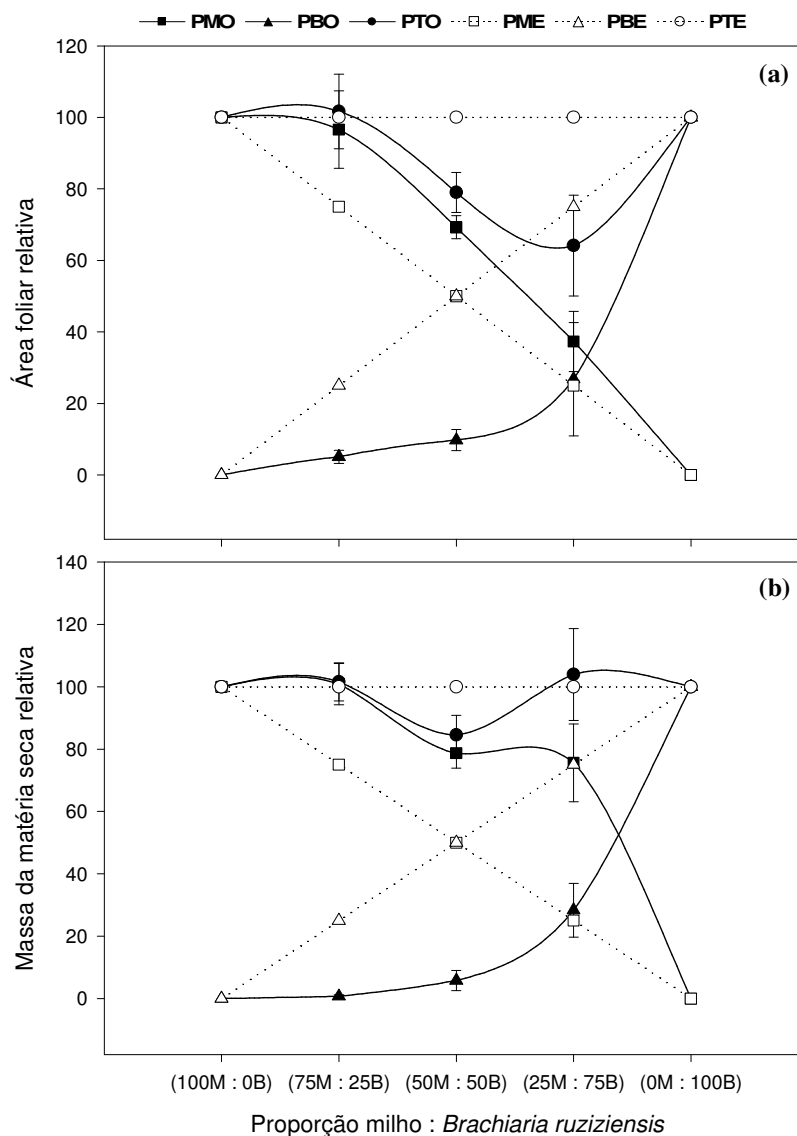 PMO PBO PTO PME PBE PTE
(a)
120
100
80
60
40
20
0
Área foliar relativa
(b)
140
120
100
80
60
40
20
0
Massa da matéria seca relativa
(100M : 0B) (75M : 25B) (50M : 50B) (25M : 75B) (0M : 100B)
Proporção milho : Brachiaria ruziziensis